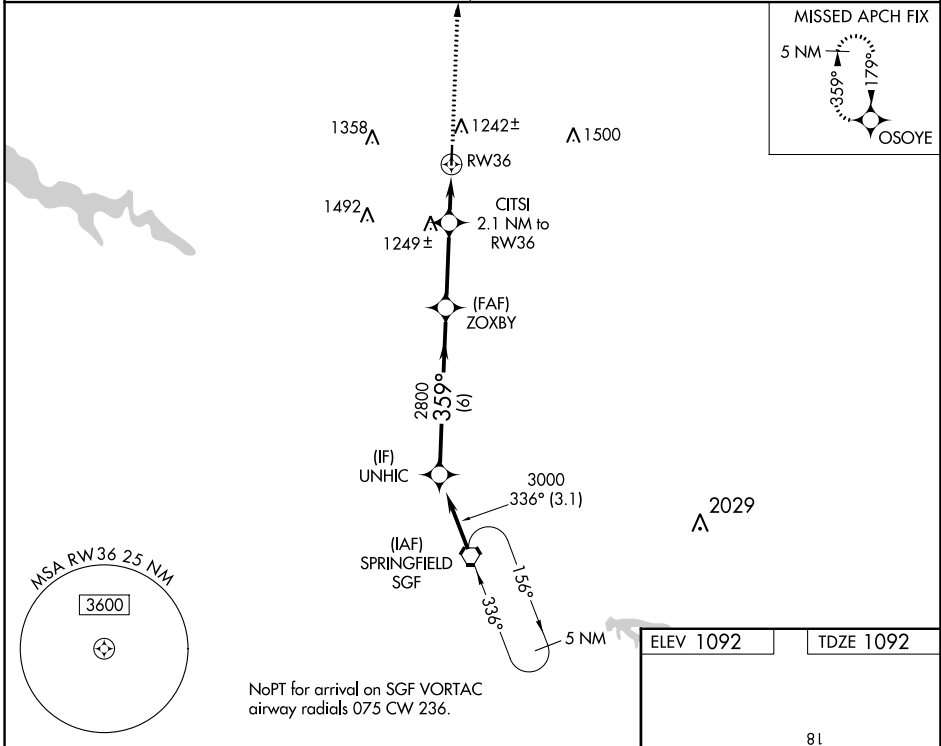 MISSED APCH FIX
5 NM
359°
179°
OSOYE
1358
1242±
1500
RW36
1492
1249±
CITSI
2.1 NM to
RW36
(FAF)
ZOXBY
2800
359°
(6)
(IF)
UNHIC
3000
336° (3.1)
2029
(IAF)
SPRINGFIELD
SGF
156°
336°
5 NM
MSA RW36 25 NM
3600
NoPT for arrival on SGF VORTAC
airway radials 075 CW 236.
ELEV 1092
TDZE 1092
18